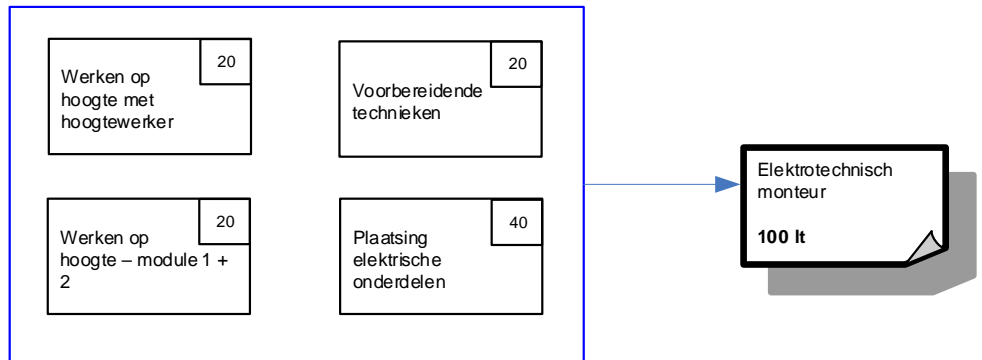 20
Werken op
hoogte met
hoogtewerker
20
Voorbereidende
technieken
20
Werken op
hoogte – module 1 +
2
40
Plaatsing
elektrische
onderdelen
Elektrotechnisch
monteur
100 lt